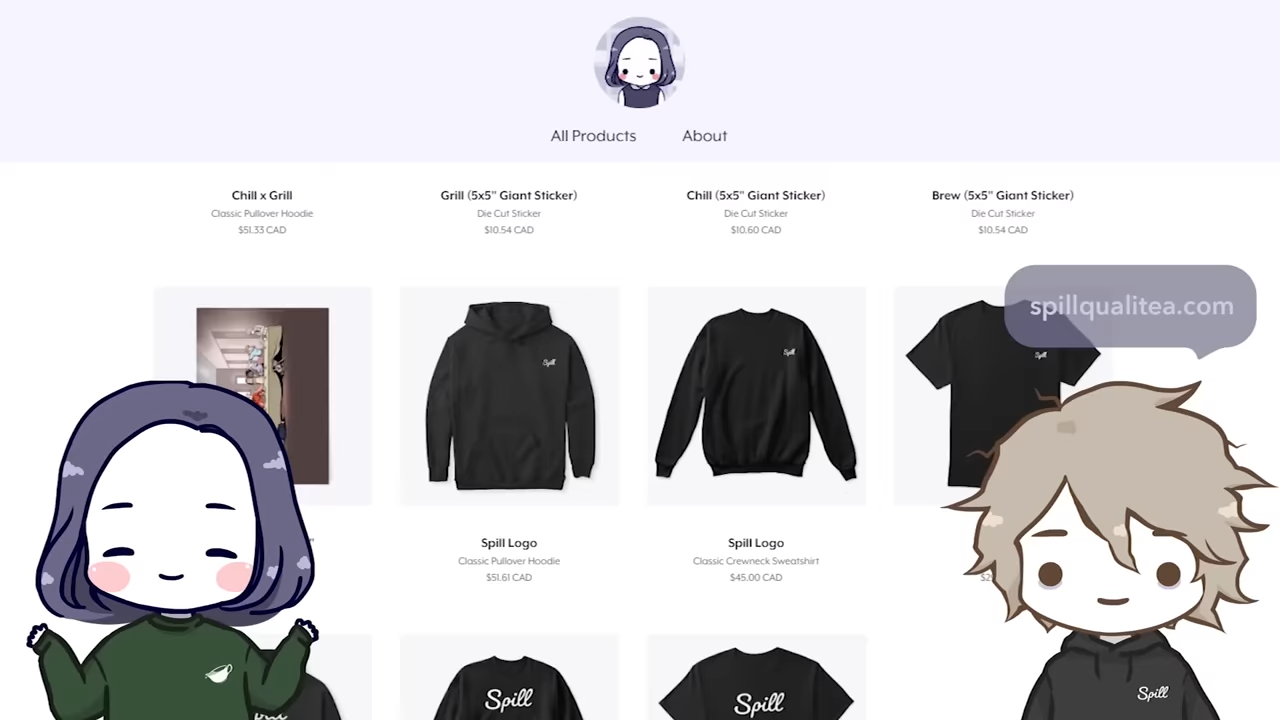 All Products
About
Chill x Grill
Classic Pullover Hoodie
$51.33 CAD
Grill (5x5" Giant Sticker)
Die Cut Sticker
$10.54 CAD
Chill (5x5" Giant Sticker)
Die Cut Sticker
$10.60 CAD
Brew (5x5" Giant Sticker)
Die Cut Sticker
$10.54 CAD
spillqualitea.com
Spill
Spill
Spill
Spill Logo
Classic Pullover Hoodie
$51.61 CAD
Spill Logo
Classic Crewneck Sweatshirt
$45.00 CAD
Spill
Spill
Spill